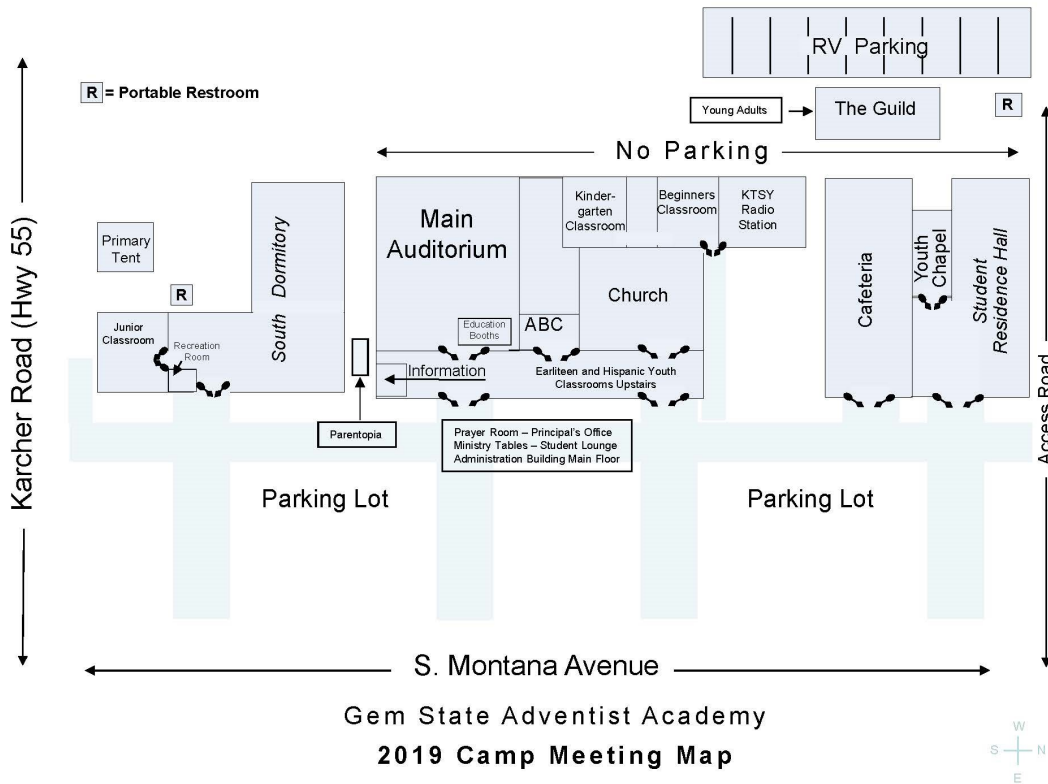 RV Parking
R = Portable Restroom
Young Adults
The Guild
R
No Parking
Karcher Road (Hwy 55)
Primary
Tent
R
South Dormitory
Main
Auditorium
Kinder-
garten
Classroom
Beginners
Classroom
KTSY
Radio
Station
Cafeteria
Youth
Chapel
Student
Residence Hall
Access Road
Junior
Classroom
Recreation
Room
Education
Booths
ABC
Church
Information
Earliteen and Hispanic Youth
Classrooms Upstairs
Parentopia
Prayer Room – Principal's Office
Ministry Tables – Student Lounge
Administration Building Main Floor
Parking Lot
Parking Lot
S. Montana Avenue
Gem State Adventist Academy
2019 Camp Meeting Map
W
S
N
E